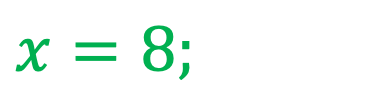 x = 8;